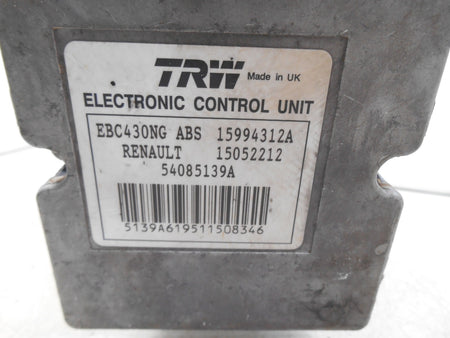 TRW Made in UK
ELECTRONIC CONTROL UNIT
EBC430NG ABS 15994312A
RENAULT 15052212
54085139A
5139A619511508346